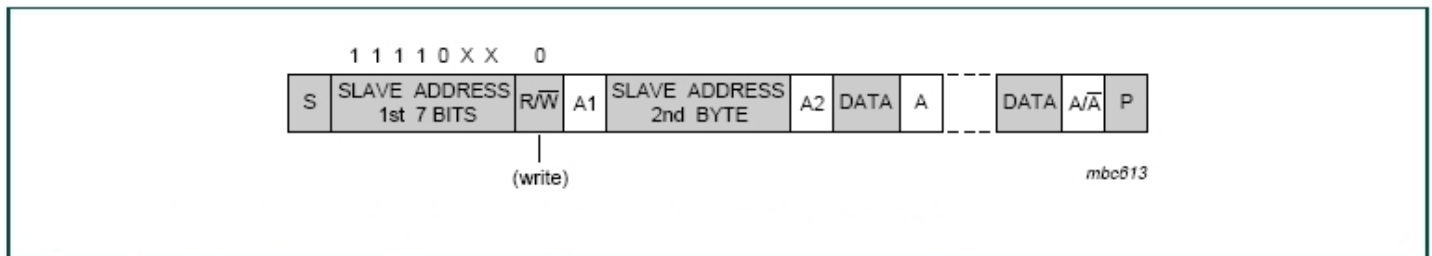 1 1 1 1 0 X X 0
S SLAVE ADDRESS 1st 7 BITS R/W̅ A1 SLAVE ADDRESS 2nd BYTE A2 DATA A DATA A/A̅ P
(write)
mbc613